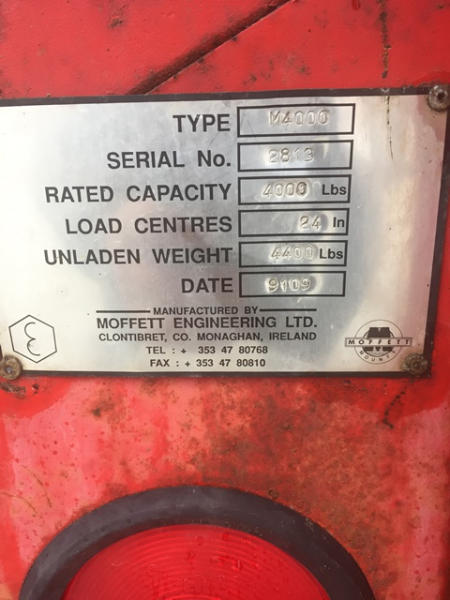 TYPE M4000
SERIAL No. 2813
RATED CAPACITY 4000 Lbs
LOAD CENTRES 24 In
UNLADEN WEIGHT 4400 Lbs
DATE 9109
MANUFACTURED BY
MOFFETT ENGINEERING LTD.
CLONTIBRET, CO. MONAGHAN, IRELAND
TEL : + 353 47 80768
FAX : + 353 47 80810
M
MOFFETT
MOUNTY